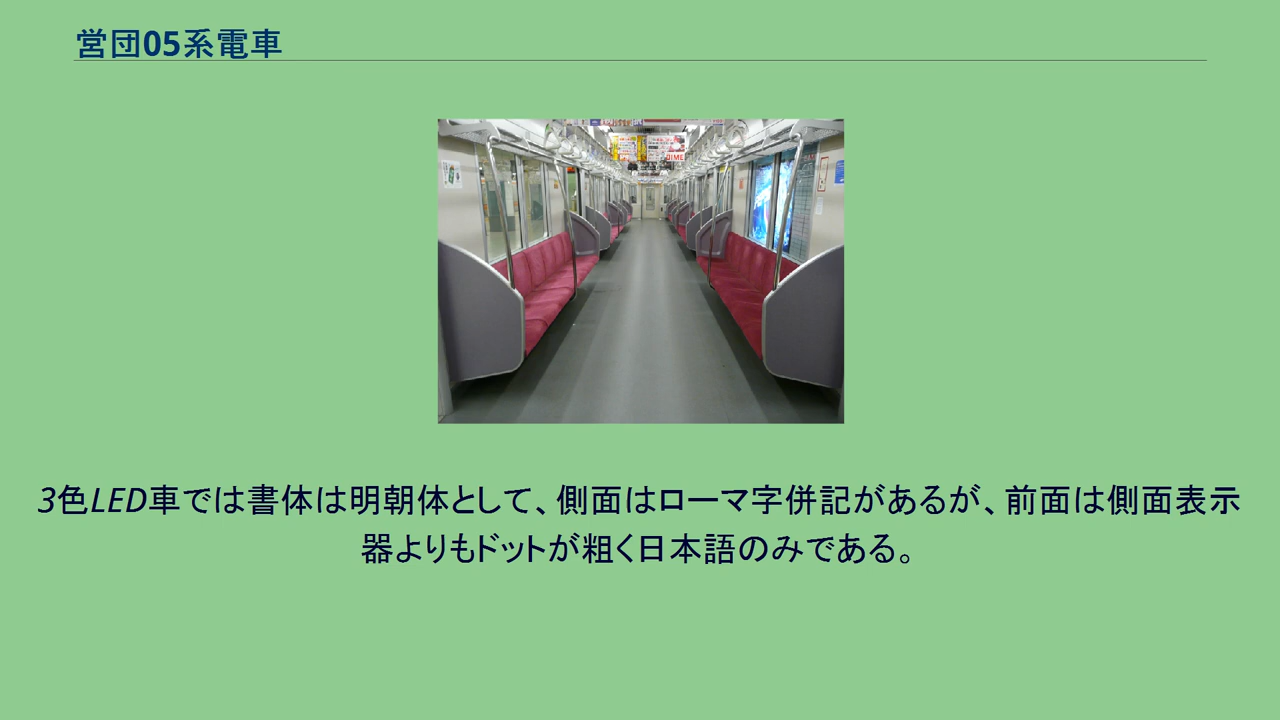 営団05系電車
DIME
3色LED車では書体は明朝体として、側面はローマ字併記があるが、前面は側面表示
器よりもドットが粗く日本語のみである。